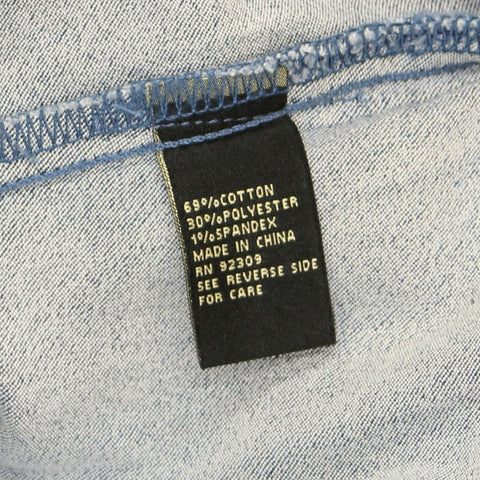 69%COTTON
30%POLYESTER
1%SPANDEX
MADE IN CHINA
RN 92309
SEE REVERSE SIDE
FOR CARE